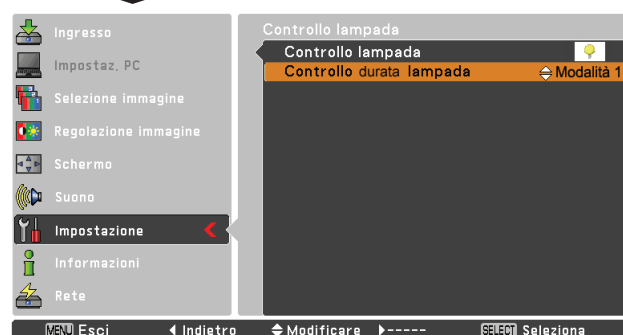 Ingresso
Impostaz. PC
Selezione immagine
Regolazione immagine
Schermo
Suono
Impostazione
Informazioni
Rete
Controllo lampada
Controllo lampada
Controllo durata lampada Modalità 1
MENU Esci Indietro Modificare ----- SELECT Seleziona